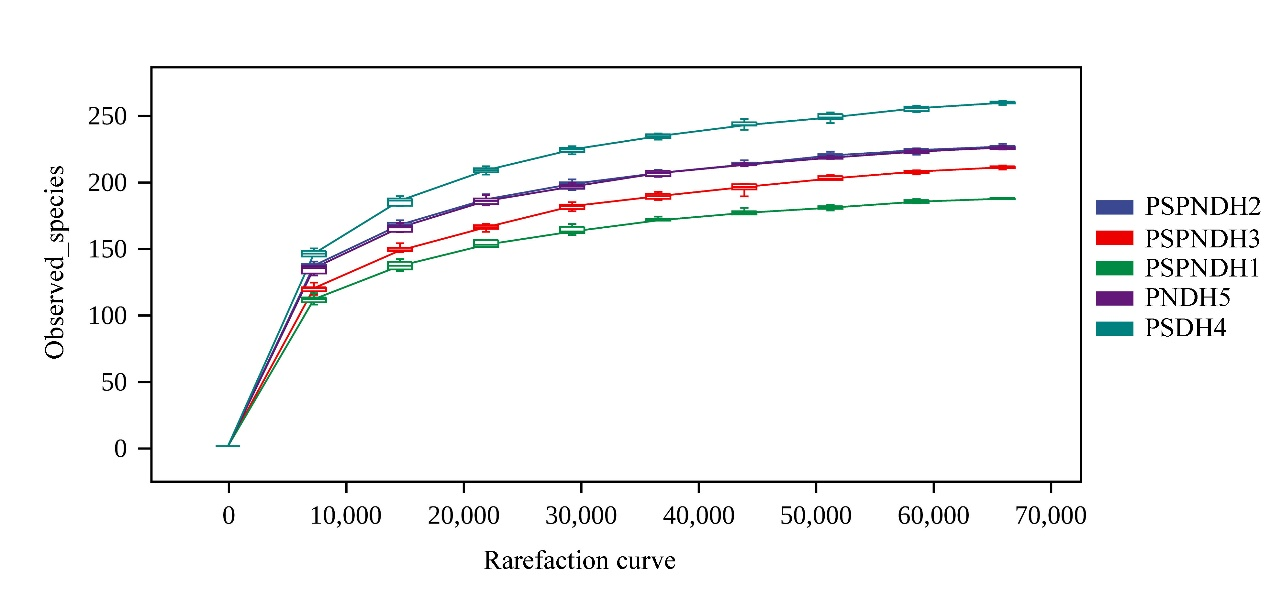 250
200
150
100
50
0
Observed_species
0 10,000 20,000 30,000 40,000 50,000 60,000 70,000
Rarefaction curve
PSPNDH2
PSPNDH3
PSPNDH1
PNDH5
PSDH4